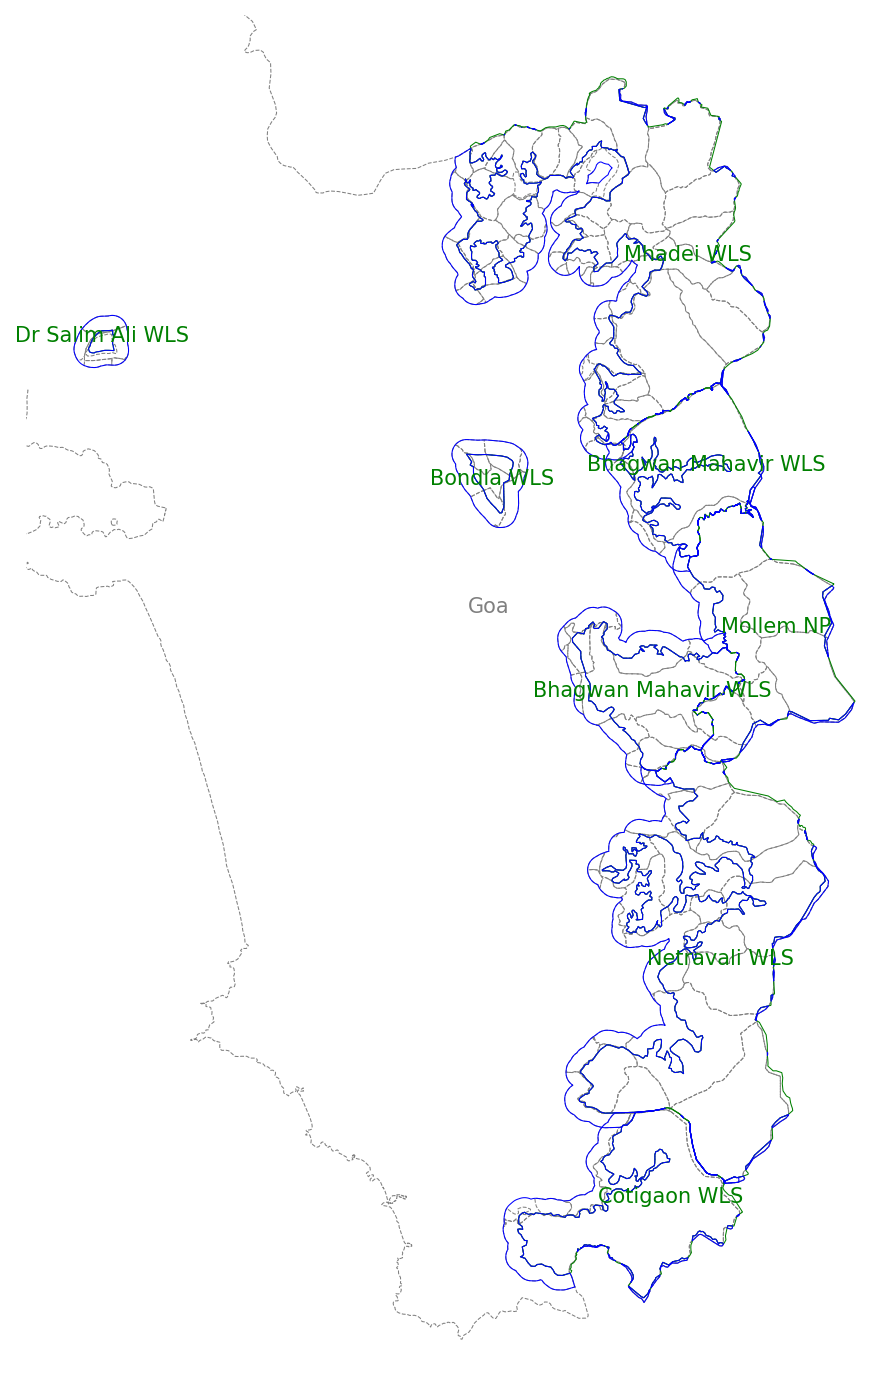 Mhadei WLS
Dr Salim Ali WLS
Bhagwan Mahavir WLS
Bondla WLS
Goa
Mollem NP
Bhagwan Mahavir WLS
Netravali WLS
Cotigaon WLS